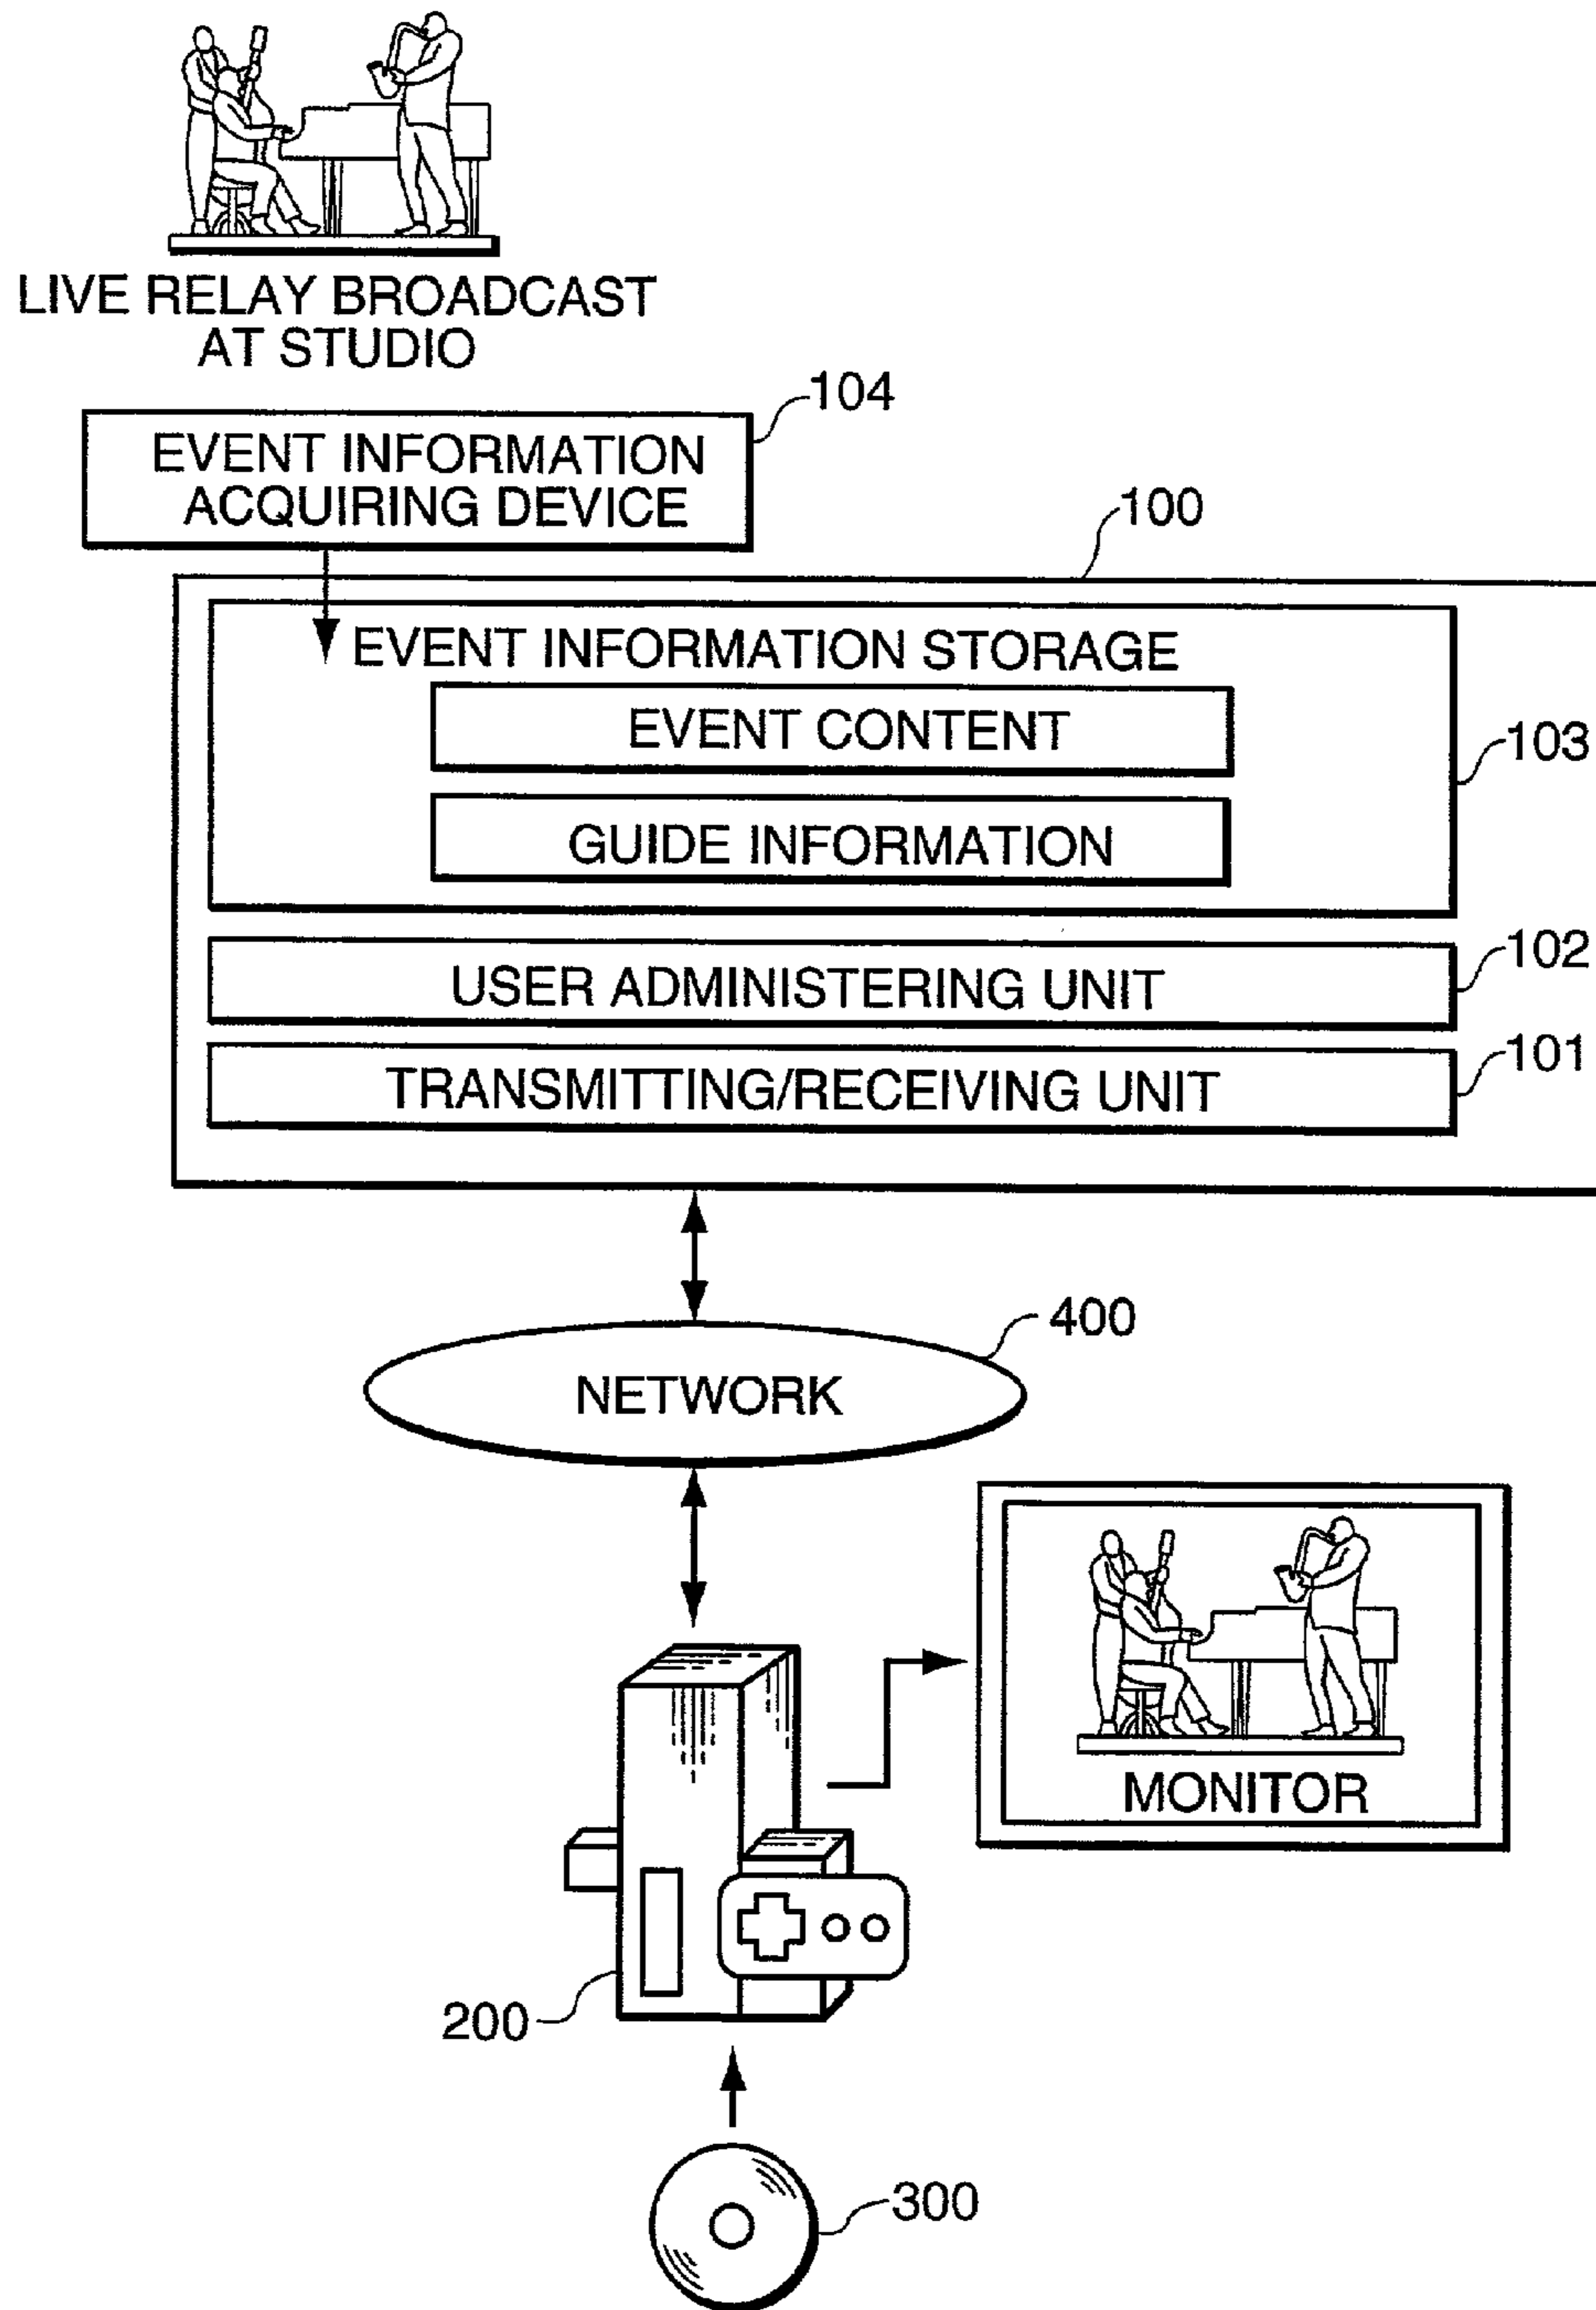 LIVE RELAY BROADCAST
AT STUDIO
104
EVENT INFORMATION
ACQUIRING DEVICE
100
EVENT INFORMATION STORAGE
EVENT CONTENT
103
GUIDE INFORMATION
102
USER ADMINISTERING UNIT
101
TRANSMITTING/RECEIVING UNIT
400
NETWORK
MONITOR
200
300